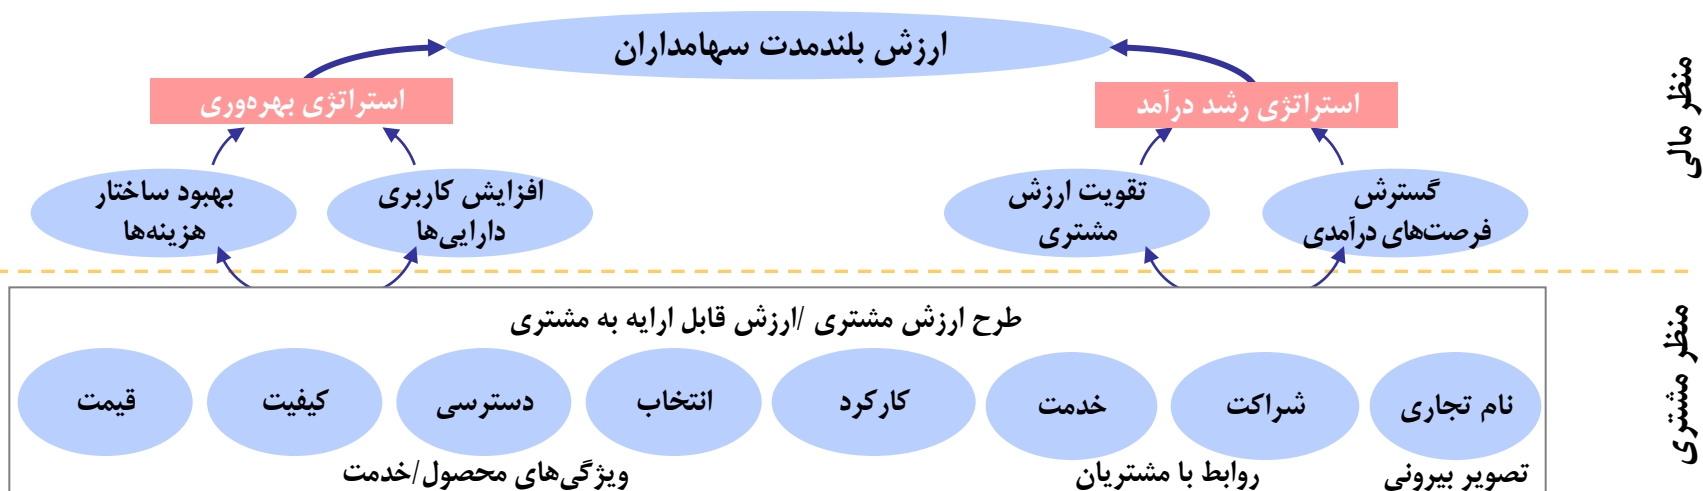 ارزش بلندمدت سهامداران
منظر مالی
استراتژی رشد درآمد
استراتژی بهره‌وری
گسترش
فرصت‌های درآمدی
تقویت ارزش
مشتری
افزایش کاربری
دارایی‌ها
بهبود ساختار
هزینه‌ها
منظر مشتری
طرح ارزش مشتری /ارزش قابل ارایه به مشتری
نام تجاری
شراکت
خدمت
کارکرد
انتخاب
دسترسی
کیفیت
قیمت
تصویر بیرونی
روابط با مشتریان
ویژگی‌های محصول/خدمت